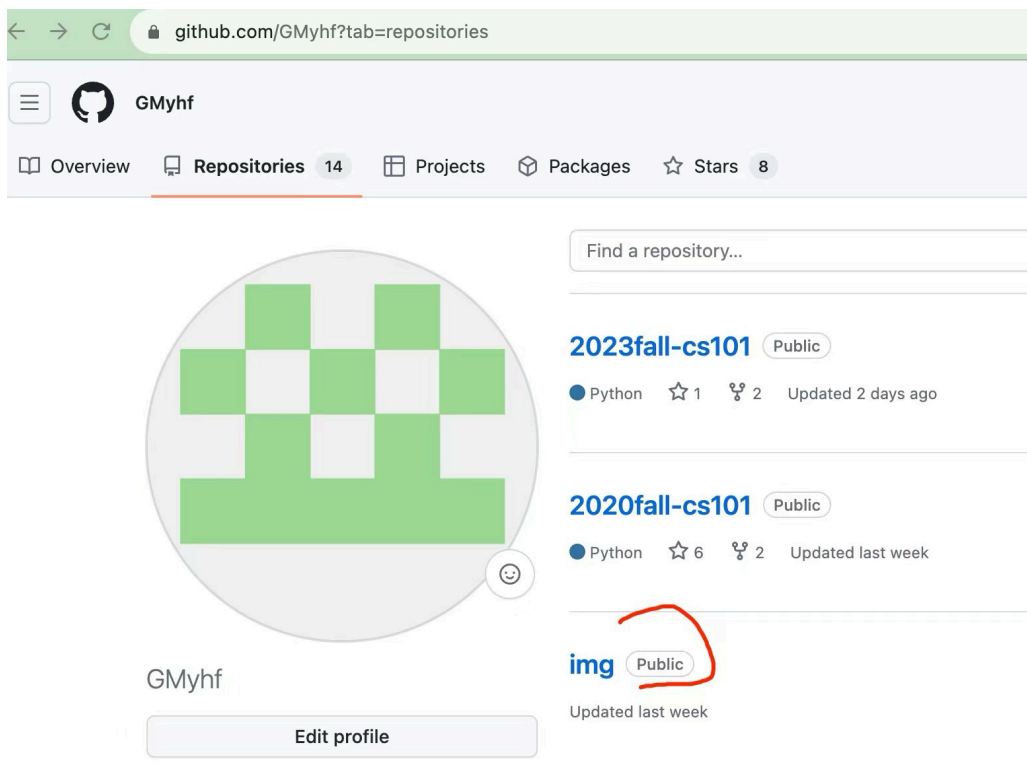 github.com/GMyhf?tab=repositories
GMyhf
Overview Repositories 14 Projects Packages Stars 8
Find a repository...
2023fall-cs101 Public
Python 1 2 Updated 2 days ago
2020fall-cs101 Public
Python 6 2 Updated last week
img Public
Updated last week
GMyhf
Edit profile